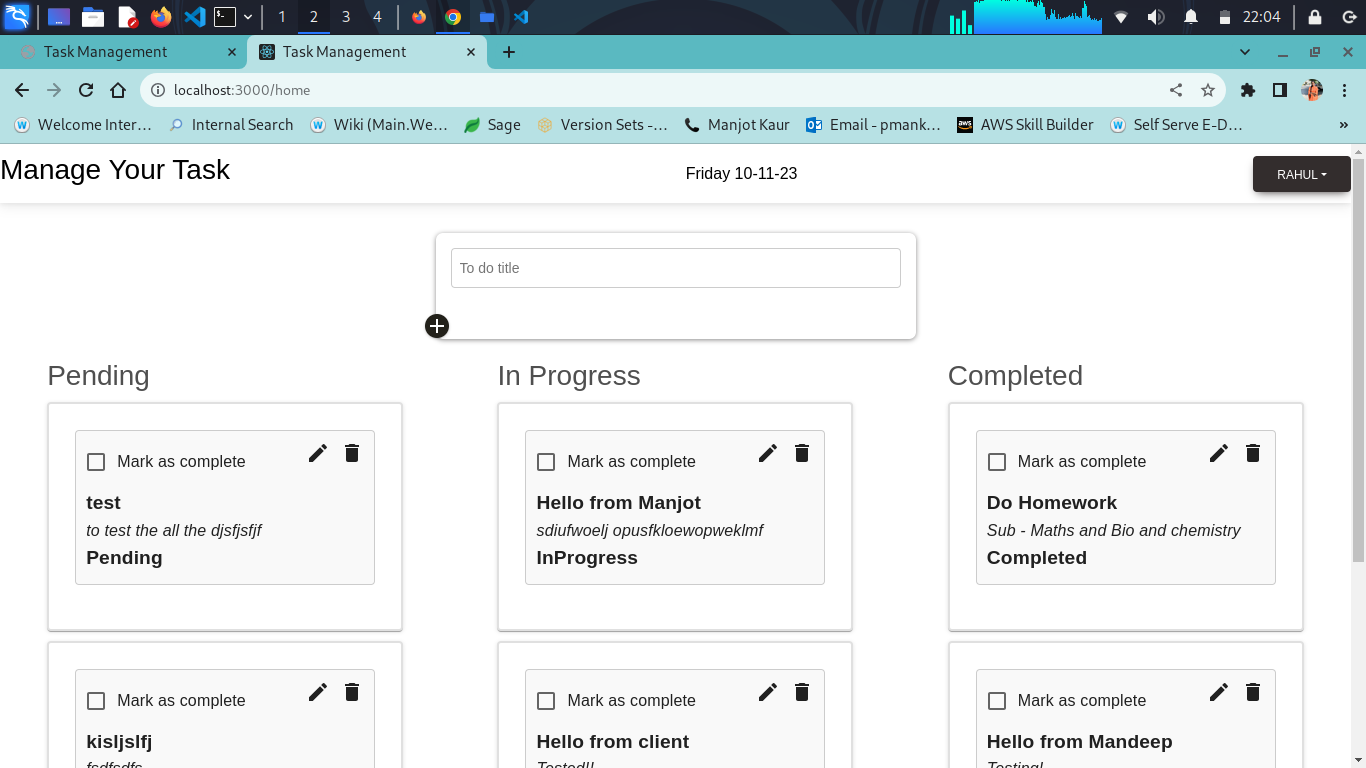 1 2 3 4 22:04
Task Management Task Management
localhost:3000/home
Welcome Inter… Internal Search Wiki (Main.We… Sage Version Sets -… Manjot Kaur Email - pmank… AWS Skill Builder Self Serve E-D… »
Manage Your Task Friday 10-11-23 RAHUL
To do title
Pending In Progress Completed
Mark as complete Mark as complete Mark as complete
test Hello from Manjot Do Homework
to test the all the djsfjsfjf sdiufwoelj opusfkloewopweklmf Sub - Maths and Bio and chemistry
Pending InProgress Completed
Mark as complete Mark as complete Mark as complete
kisljslfj Hello from client Hello from Mandeep
fsdfsdfs Tested!! Testing!